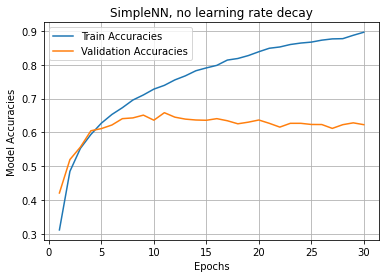 SimpleNN, no learning rate decay
Train Accuracies
Validation Accuracies
Model Accuracies
0.9
0.8
0.7
0.6
0.5
0.4
0.3
0 5 10 15 20 25 30
Epochs